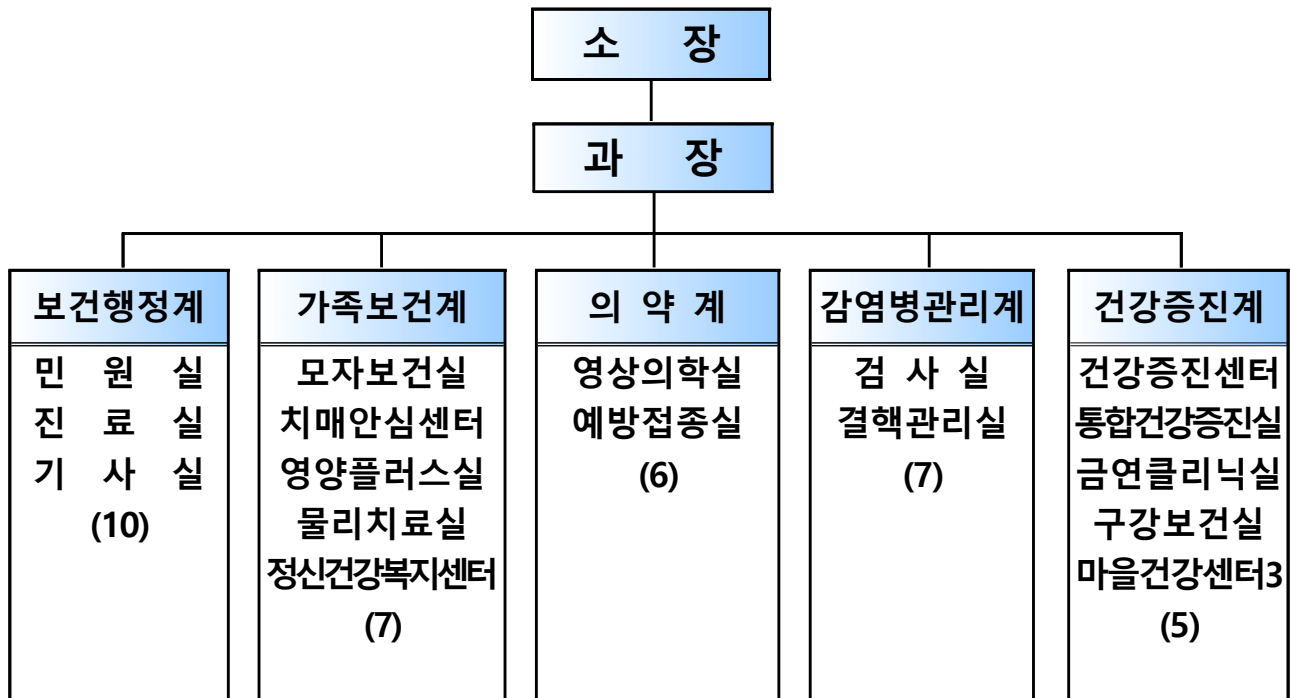 소 장
과 장
보건행정계
민 원 실
진 료 실
기 사 실
(10)
가족보건계
모자보건실
치매안심센터
영양플러스실
물리치료실
정신건강복지센터
(7)
의 약 계
영상의학실
예방접종실
(6)
감염병관리계
검 사 실
결핵관리실
(7)
건강증진계
건강증진센터
통합건강증진실
금연클리닉실
구강보건실
마을건강센터3
(5)